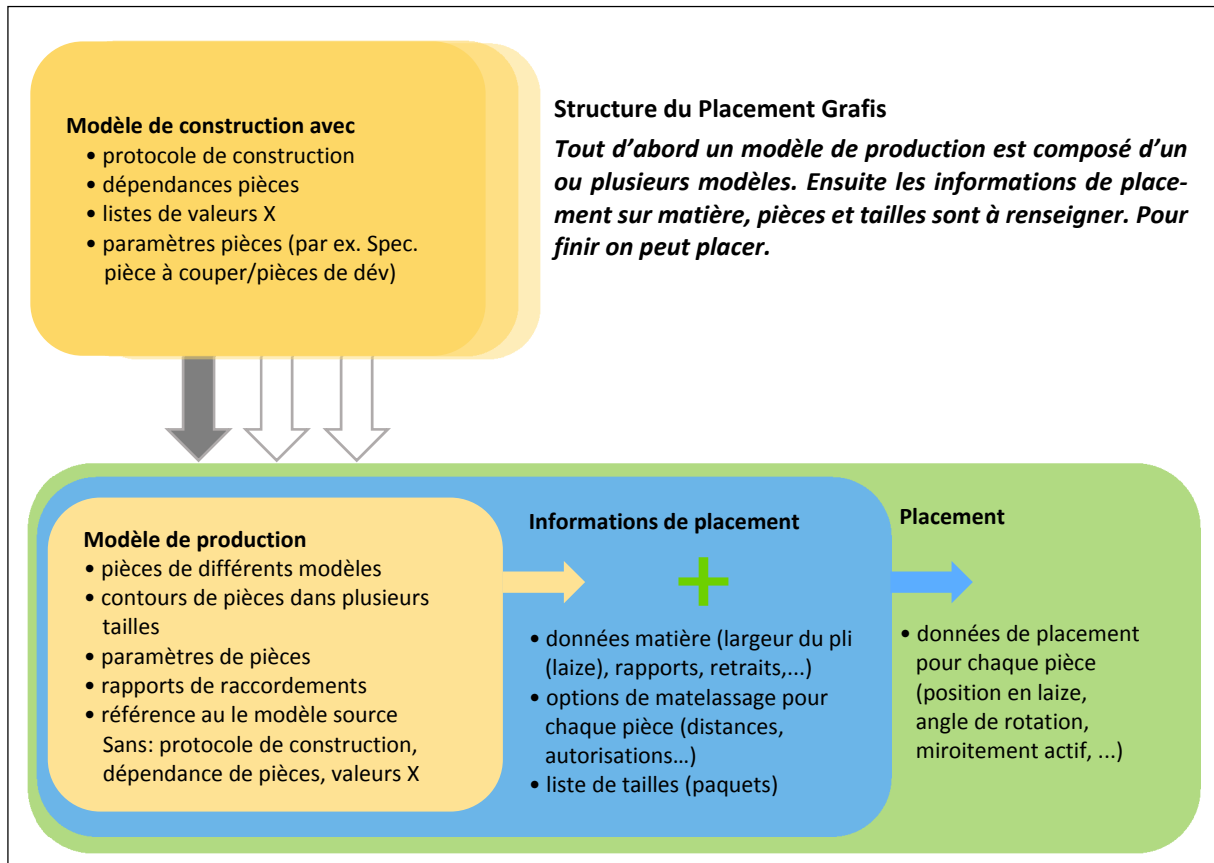 Modèle de construction avec
• protocole de construction
• dépendances pièces
• listes de valeurs X
• paramètres pièces (par ex. Spec.
pièce à couper/pièces de dév)
Structure du Placement Grafis
Tout d’abord un modèle de production est composé d’un
ou plusieurs modèles. Ensuite les informations de place-
ment sur matière, pièces et tailles sont à renseigner. Pour
finir on peut placer.
Modèle de production
• pièces de différents modèles
• contours de pièces dans plusieurs
tailles
• paramètres de pièces
• rapports de raccordements
• référence au le modèle source
Sans: protocole de construction,
dépendance de pièces, valeurs X
Informations de placement
• données matière (largeur du pli
(laize), rapports, retraits,...)
• options de matelassage pour
chaque pièce (distances,
autorisations…)
• liste de tailles (paquets)
Placement
• données de placement
pour chaque pièce
(position en laize,
angle de rotation,
miroitement actif, ...)